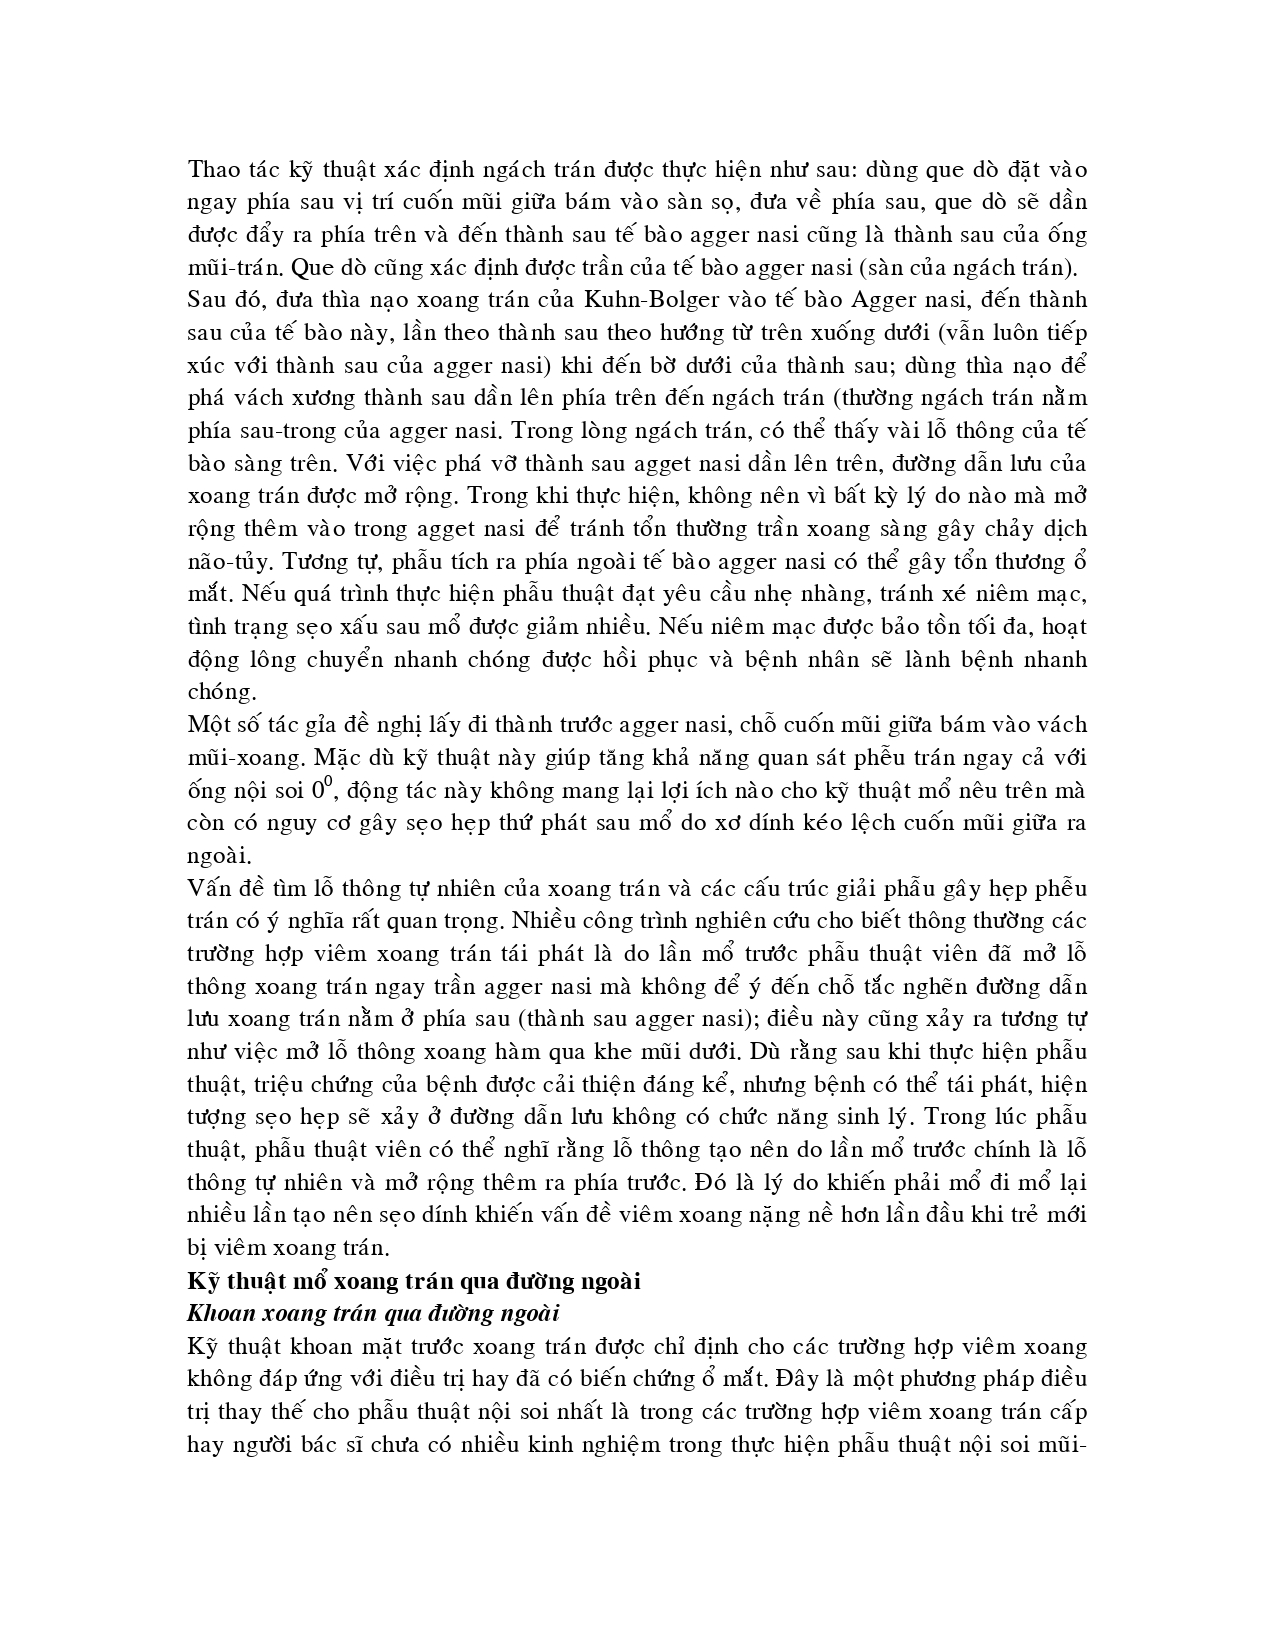 Thao tác kỹ thuật xác định ngách trán được thực hiện như sau: dùng que dò đặt vào
ngay phía sau vị trí cuốn mũi giữa bám vào sàn sọ, đưa về phía sau, que dò sẽ dần
được đẩy ra phía trên và đến thành sau tế bào agger nasi cũng là thành sau của ống
mũi-trán. Que dò cũng xác định được trần của tế bào agger nasi (sàn của ngách trán).
Sau đó, đưa thìa nạo xoang trán của Kuhn-Bolger vào tế bào Agger nasi, đến thành
sau của tế bào này, lần theo thành sau theo hướng từ trên xuống dưới (vẫn luôn tiếp
xúc với thành sau của agger nasi) khi đến bờ dưới của thành sau; dùng thìa nạo để
phá vách xương thành sau dần lên phía trên đến ngách trán (thường ngách trán nằm
phía sau-trong của agger nasi. Trong lòng ngách trán, có thể thấy vài lỗ thông của tế
bào sàng trên. Với việc phá vỡ thành sau agget nasi dần lên trên, đường dẫn lưu của
xoang trán được mở rộng. Trong khi thực hiện, không nên vì bất kỳ lý do nào mà mở
rộng thêm vào trong agget nasi để tránh tổn thường trần xoang sàng gây chảy dịch
não-tủy. Tương tự, phẫu tích ra phía ngoài tế bào agger nasi có thể gây tổn thương ổ
mắt. Nếu quá trình thực hiện phẫu thuật đạt yêu cầu nhẹ nhàng, tránh xé niêm mạc,
tình trạng sẹo xấu sau mổ được giảm nhiều. Nếu niêm mạc được bảo tồn tối đa, hoạt
động lông chuyển nhanh chóng được hồi phục và bệnh nhân sẽ lành bệnh nhanh
chóng.
Một số tác gỉa đề nghị lấy đi thành trước agger nasi, chỗ cuốn mũi giữa bám vào vách
mũi-xoang. Mặc dù kỹ thuật này giúp tăng khả năng quan sát phễu trán ngay cả với
ống nội soi 0⁰, động tác này không mang lại lợi ích nào cho kỹ thuật mổ nêu trên mà
còn có nguy cơ gây sẹo hẹp thứ phát sau mổ do xơ dính kéo lệch cuốn mũi giữa ra
ngoài.
Vấn đề tìm lỗ thông tự nhiên của xoang trán và các cấu trúc giải phẫu gây hẹp phễu
trán có ý nghĩa rất quan trọng. Nhiều công trình nghiên cứu cho biết thông thường các
trường hợp viêm xoang trán tái phát là do lần mổ trước phẫu thuật viên đã mở lỗ
thông xoang trán ngay trần agger nasi mà không để ý đến chỗ tắc nghẽn đường dẫn
lưu xoang trán nằm ở phía sau (thành sau agger nasi); điều này cũng xảy ra tương tự
như việc mở lỗ thông xoang hàm qua khe mũi dưới. Dù rằng sau khi thực hiện phẫu
thuật, triệu chứng của bệnh được cải thiện đáng kể, nhưng bệnh có thể tái phát, hiện
tượng sẹo hẹp sẽ xảy ở đường dẫn lưu không có chức năng sinh lý. Trong lúc phẫu
thuật, phẫu thuật viên có thể nghĩ rằng lỗ thông tạo nên do lần mổ trước chính là lỗ
thông tự nhiên và mở rộng thêm ra phía trước. Đó là lý do khiến phải mổ đi mổ lại
nhiều lần tạo nên sẹo dính khiến vấn đề viêm xoang nặng nề hơn lần đầu khi trẻ mới
bị viêm xoang trán.
Kỹ thuật mổ xoang trán qua đường ngoài
Khoan xoang trán qua đường ngoài
Kỹ thuật khoan mặt trước xoang trán được chỉ định cho các trường hợp viêm xoang
không đáp ứng với điều trị hay đã có biến chứng ổ mắt. Đây là một phương pháp điều
trị thay thế cho phẫu thuật nội soi nhất là trong các trường hợp viêm xoang trán cấp
hay người bác sĩ chưa có nhiều kinh nghiệm trong thực hiện phẫu thuật nội soi mũi-